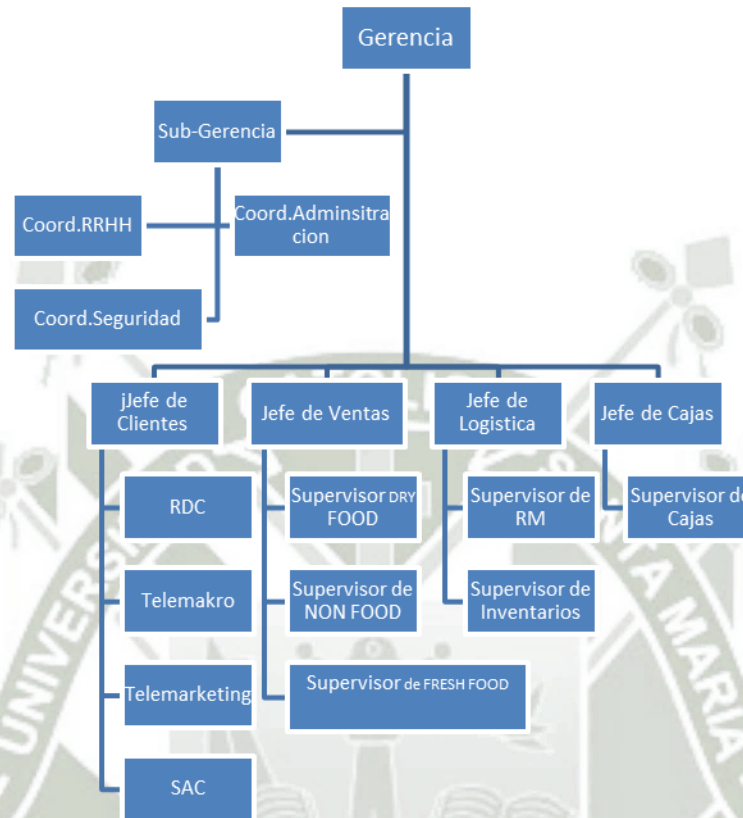 Gerencia
Sub-Gerencia
Coord.RRHH
Coord.Adminsitra
cion
Coord.Seguridad
jJefe de
Clientes
Jefe de Ventas
Jefe de
Logistica
Jefe de Cajas
RDC
Supervisor DRY
FOOD
Supervisor de
RM
Supervisor de
Cajas
Telemakro
Supervisor de
NON FOOD
Supervisor de
Inventarios
Telemarketing
Supervisor de FRESH FOOD
SAC
UNIVERSI
MARIA